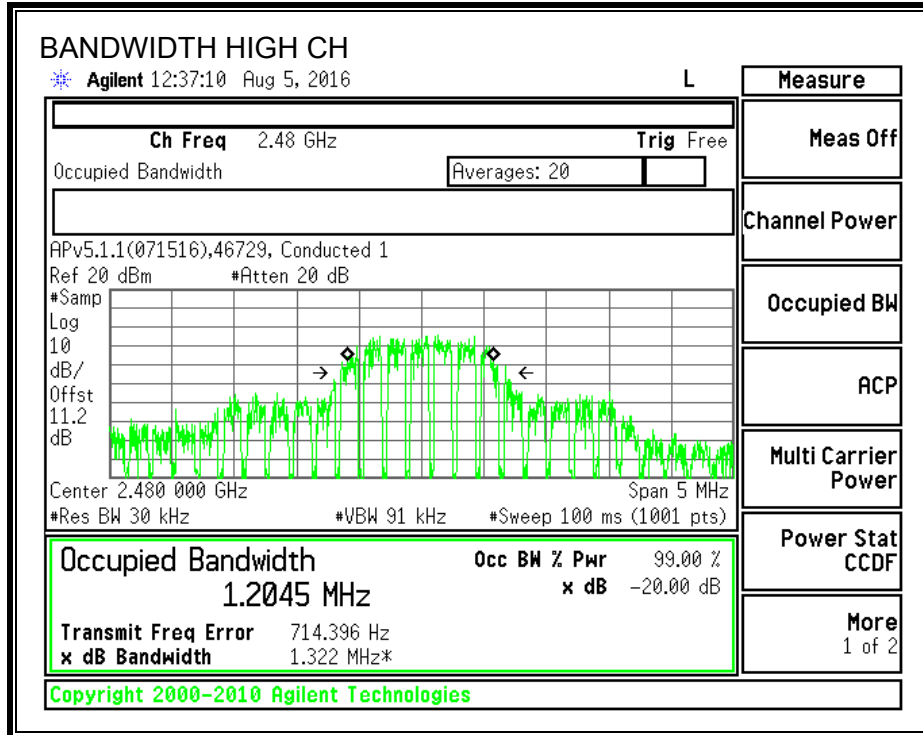 BANDWIDTH HIGH CH
Agilent 12:37:10 Aug 5, 2016 L
Measure
Ch Freq 2.48 GHz Trig Free
Occupied Bandwidth Averages: 20
APv5.1.1(071516),46729, Conducted 1
Ref 20 dBm #Atten 20 dB
#Samp
Log
10
dB/
Offst
11.2
dB
Center 2.480 000 GHz Span 5 MHz
#Res BW 30 kHz #VBW 91 kHz #Sweep 100 ms (1001 pts)
Occupied Bandwidth Occ BW % Pwr 99.00 %
1.2045 MHz x dB -20.00 dB
Transmit Freq Error 714.396 Hz
x dB Bandwidth 1.322 MHz*
Meas Off
Channel Power
Occupied BW
ACP
Multi Carrier
Power
Power Stat
CCDF
More
1 of 2
Copyright 2000-2010 Agilent Technologies